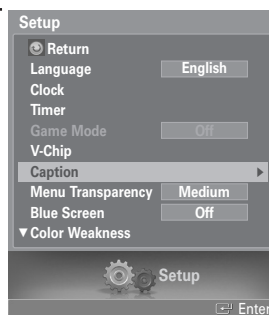 Setup
Return
Language English
Clock
Timer
Game Mode Off
V-Chip
Caption
Menu Transparency Medium
Blue Screen Off
Color Weakness
Setup
Enter